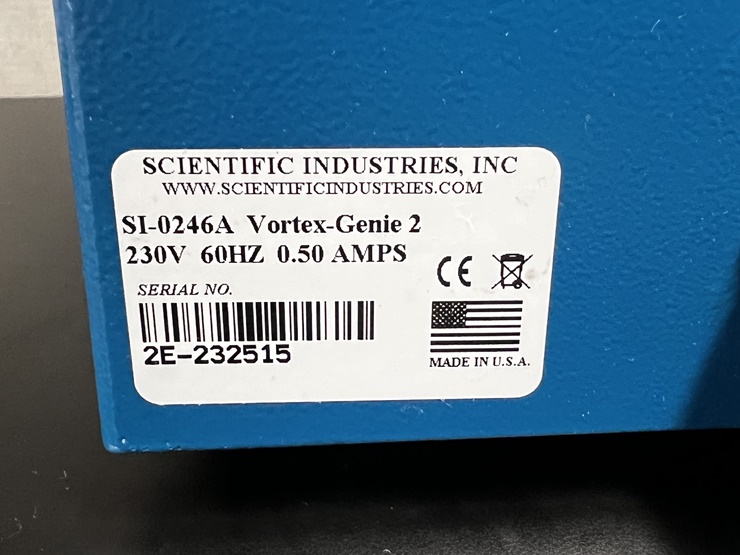 SCIENTIFIC INDUSTRIES, INC
WWW.SCIENTIFICINDUSTRIES.COM
SI-0246A Vortex-Genie 2
230V 60HZ 0.50 AMPS
SERIAL NO.
2E-232515
CE
MADE IN U.S.A.